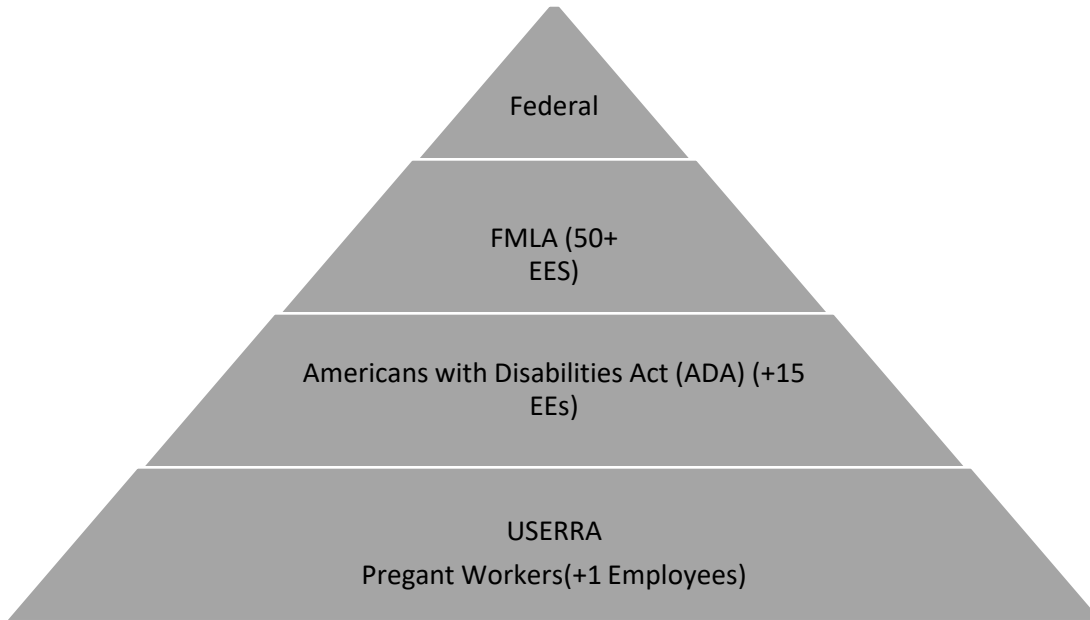 Federal
FMLA (50+
EES)
Americans with Disabilities Act (ADA) (+15
EEs)
USERRA
Pregant Workers(+1 Employees)